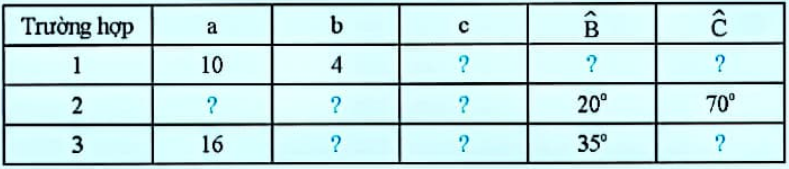 Trường hợp a b c B̂ Ĉ
1 10 4 ? ? ?
2 ? ? ? 20° 70°
3 16 ? ? 35° ?